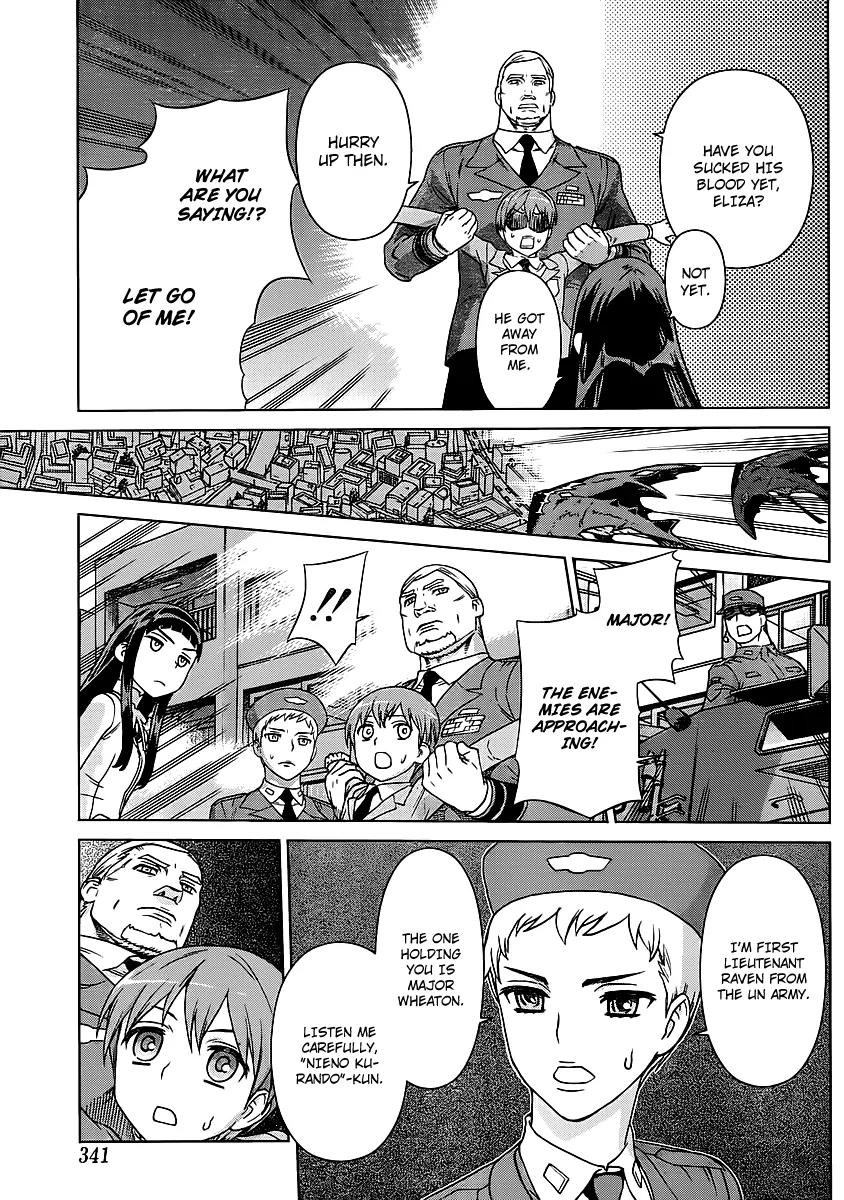 HAVE YOU
SUCKED HIS
BLOOD YET,
ELIZA?
NOT
YET.
HE GOT
AWAY
FROM
ME.
HURRY
UP THEN.
WHAT
ARE YOU
SAYING!?
LET GO
OF ME!
MAJOR!
THE ENE-
MIES ARE
APPROACH-
ING!
!!
I'M FIRST
LIEUTENANT
RAVEN FROM
THE UN ARMY.
THE ONE
HOLDING
YOU IS
MAJOR
WHEATON.
LISTEN ME
CAREFULLY,
"NIENO KU-
RANDO"-KUN.
341